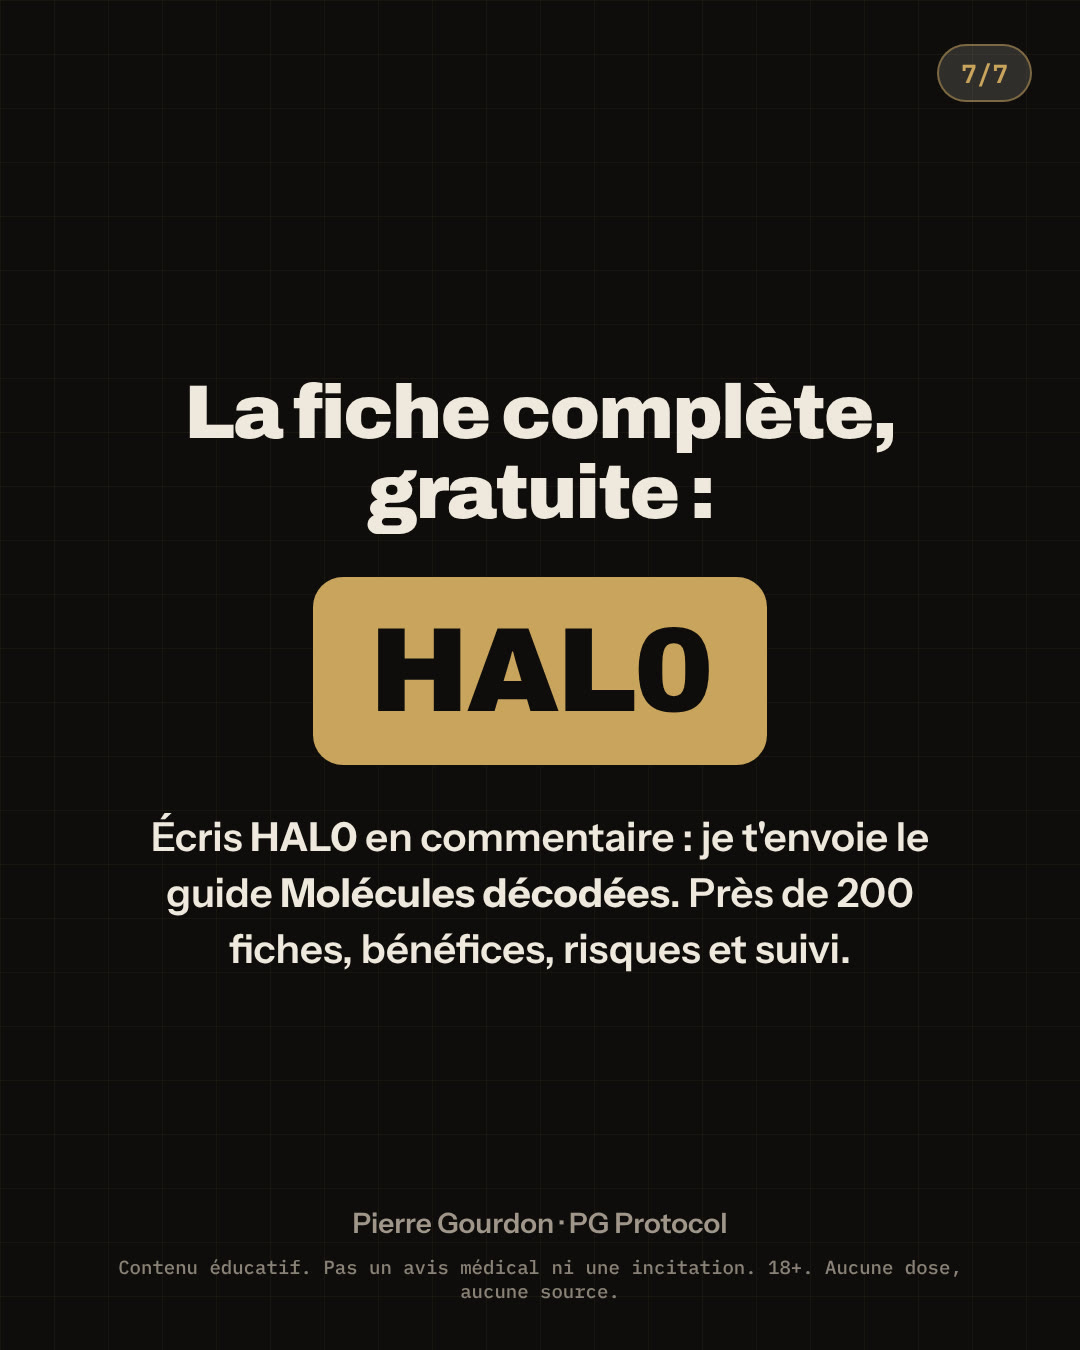 7/7
La fiche complète,
gratuite :
HAL0
Écris HAL0 en commentaire : je t'envoie le
guide Molécules décodées. Près de 200
fiches, bénéfices, risques et suivi.
Pierre Gourdon · PG Protocol
Contenu éducatif. Pas un avis médical ni une incitation. 18+. Aucune dose,
aucune source.